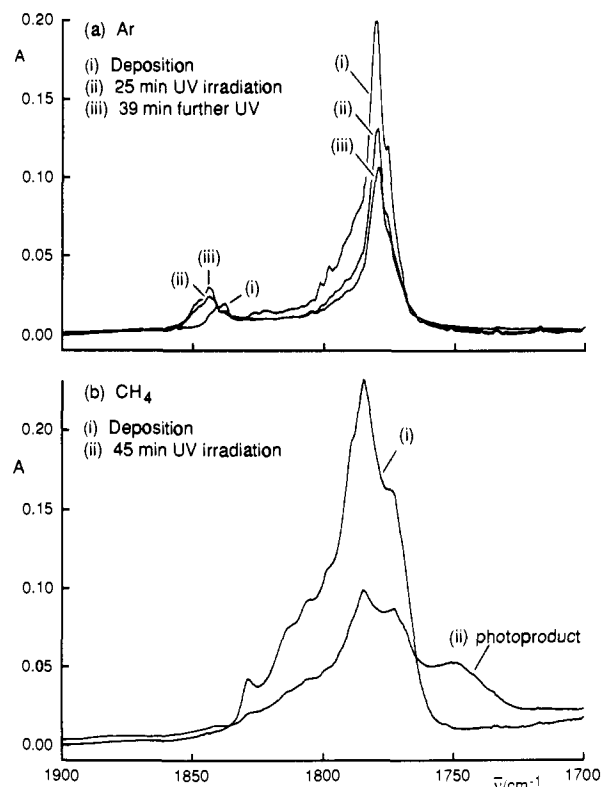 0.20
(a) Ar
A
(i) Deposition
(ii) 25 min UV irradiation
(iii) 39 min further UV
(i)
(ii)
(iii)
0.15
0.10
0.05
(iii)
(ii)
(i)
0.00
(b) CH₄
0.20
(i) Deposition
(ii) 45 min UV irradiation
A
(i)
0.15
0.10
(ii) photoproduct
0.05
0.00
1900
1850
1800
1750
ν̅/cm⁻¹
1700